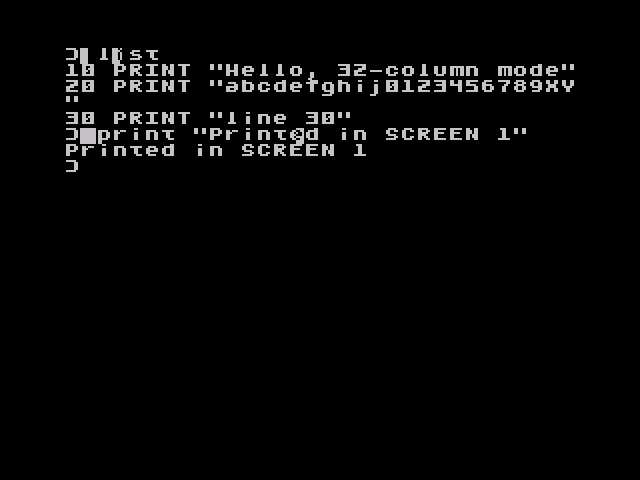 ] list
10 PRINT "Hello, 32-column mode"
20 PRINT "abcdefghij0123456789XY
"
30 PRINT "line 30"
] print "Printed in SCREEN 1"
Printed in SCREEN 1
]